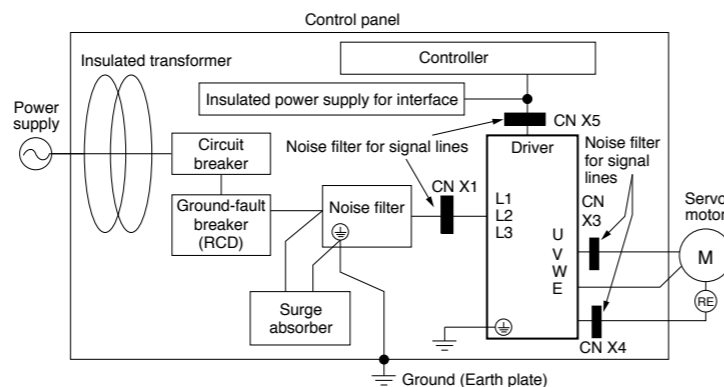 Control panel
Insulated transformer
Controller
Power
supply
Insulated power supply for interface
CN X5
Circuit
breaker
Noise filter for signal lines
Driver
Noise filter
for signal
lines
CN X1
Ground-fault
breaker
(RCD)
Noise filter
L1
L2
L3
CN
X3
Servo
motor
U
V
W
E
M
RE
Surge
absorber
CN X4
Ground (Earth plate)